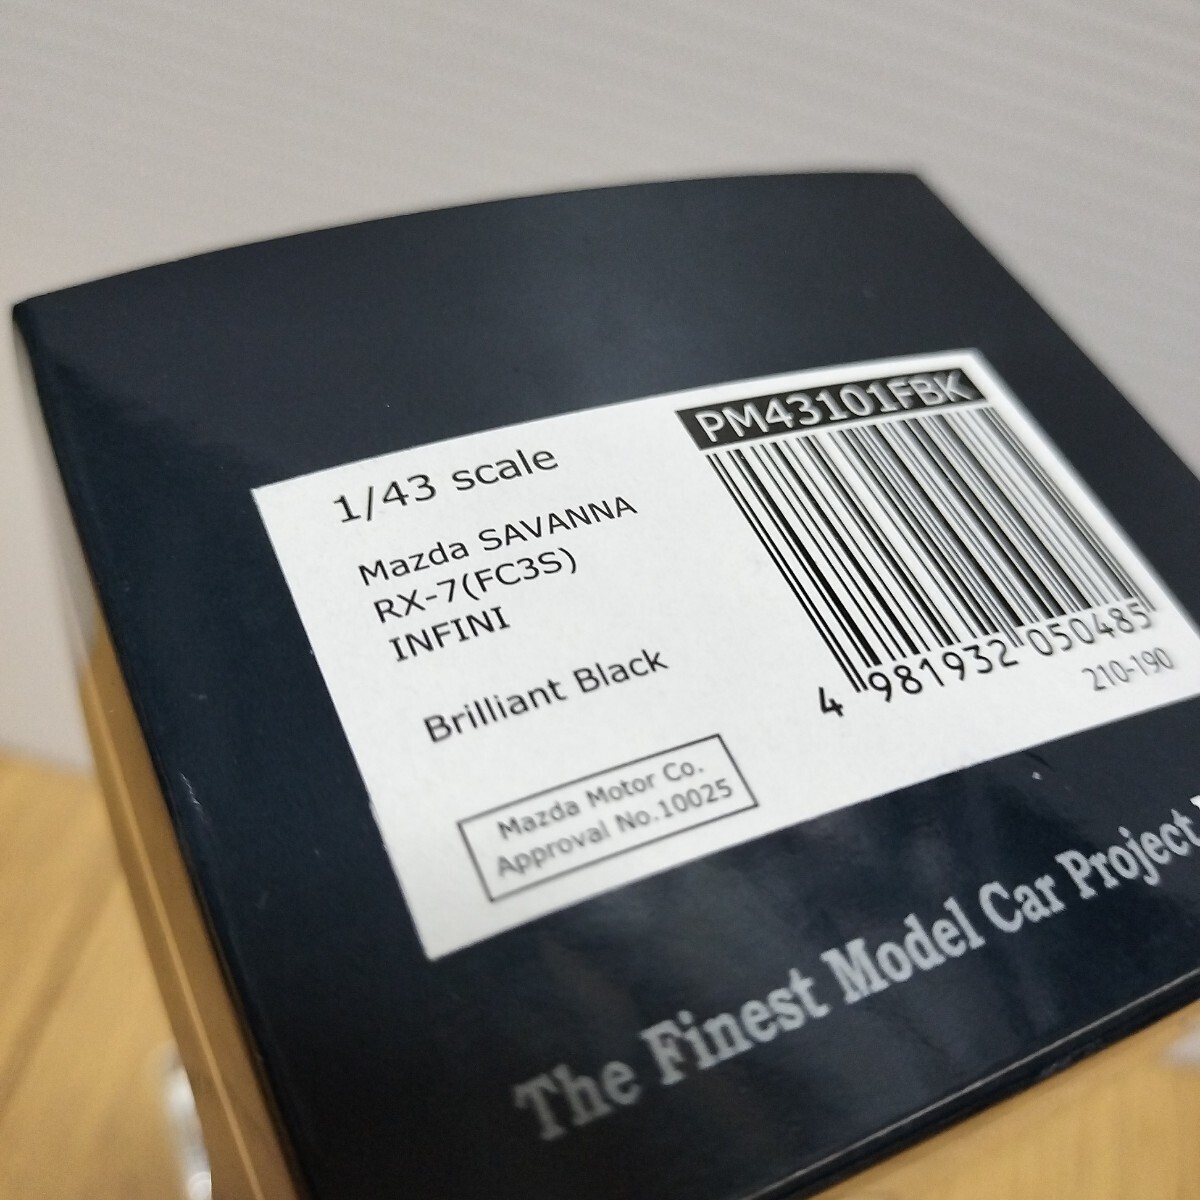 PM43101FBK
1/43 scale
Mazda SAVANNA
RX-7(FC3S)
INFINI
Brilliant Black
4 981932 050485
210-190
Mazda Motor Co.
Approval No.10025
The Finest Model Car Project